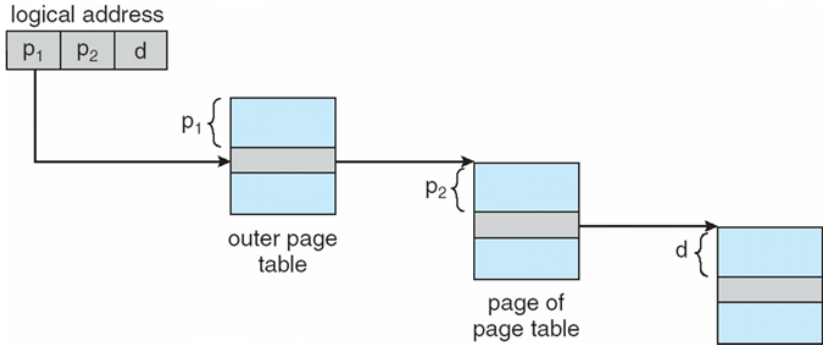 logical address
p₁ p₂ d
p₁
outer page
table
p₂
page of
page table
d